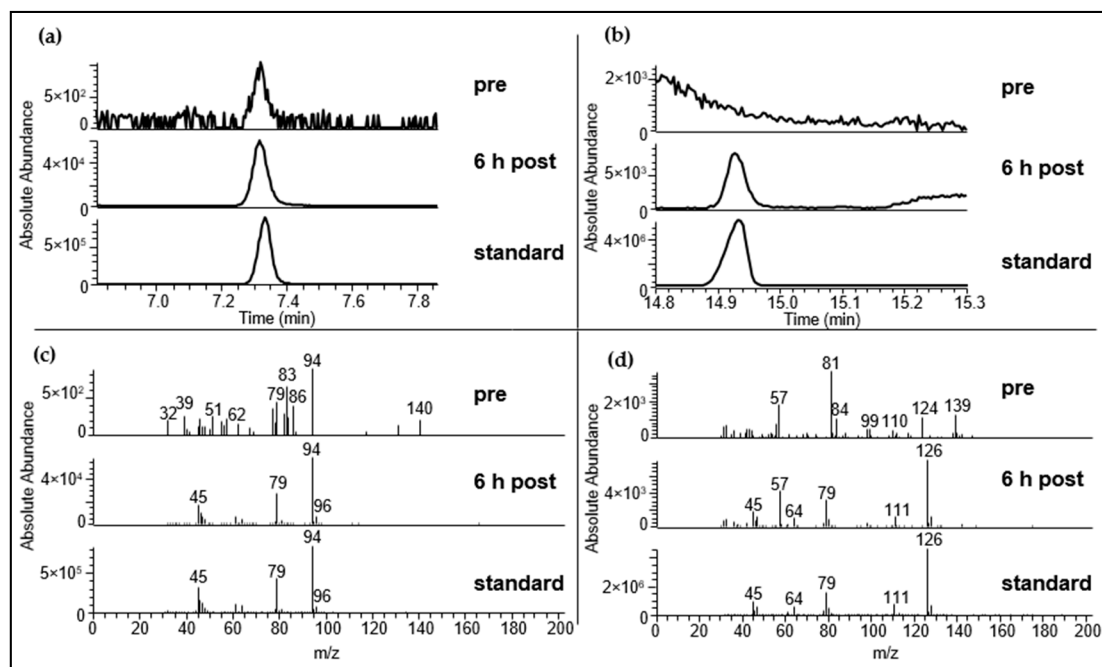 (a)
pre
5×10²
0
6 h post
4×10⁴
0
standard
5×10⁵
0
Absolute Abundance
7.0 7.2 7.4 7.6 7.8
Time (min)
(b)
pre
2×10³
0
6 h post
5×10³
0
standard
4×10⁶
0
Absolute Abundance
14.8 14.9 15.0 15.1 15.2 15.3
Time (min)
(c)
pre
5×10²
0
32 39 51 62 79 83 86 94 140
6 h post
4×10⁴
0
45 79 94 96
standard
5×10⁵
0
45 79 94 96
Absolute Abundance
0 20 40 60 80 100 120 140 160 180 200
m/z
(d)
pre
2×10³
0
57 81 84 99 110 124 139
6 h post
4×10³
0
45 57 64 79 111 126
standard
2×10⁶
0
45 64 79 111 126
Absolute Abundance
0 20 40 60 80 100 120 140 160 180 200
m/z